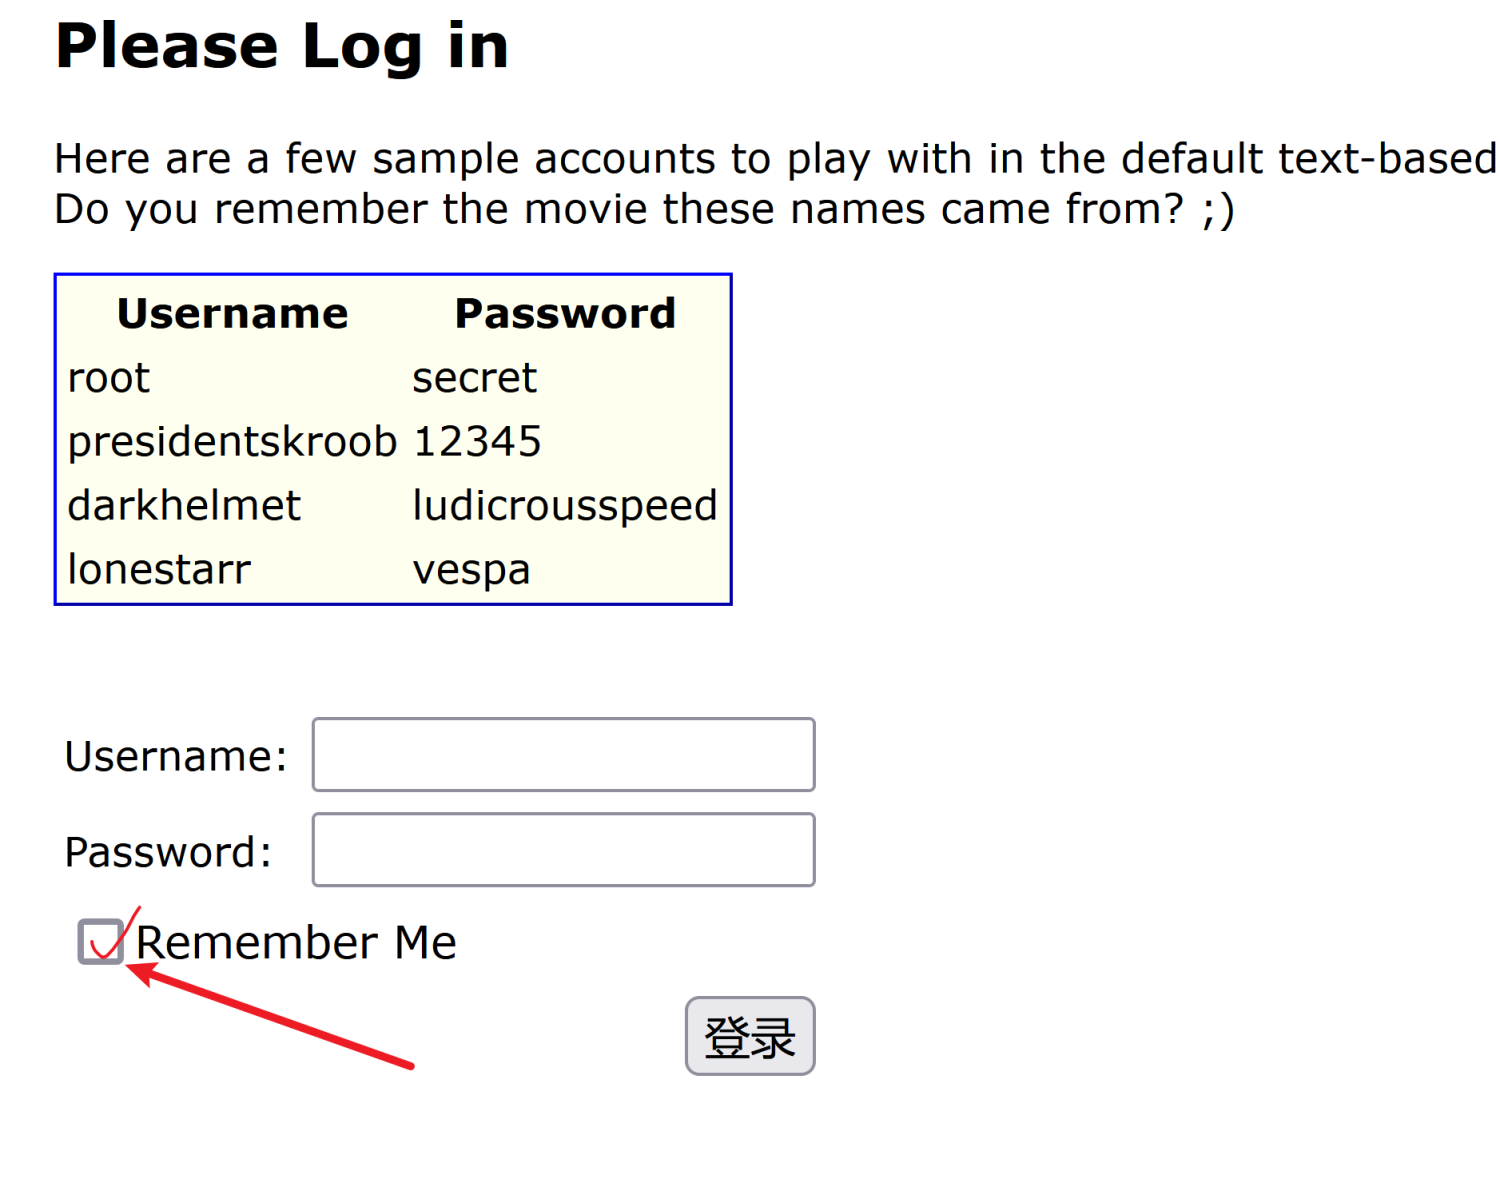 Please Log in
Here are a few sample accounts to play with in the default text-based
Do you remember the movie these names came from? ;)
Username Password
root secret
presidentskroob 12345
darkhelmet ludicrousspeed
lonestarr vespa
Username:
Password:
Remember Me
登录